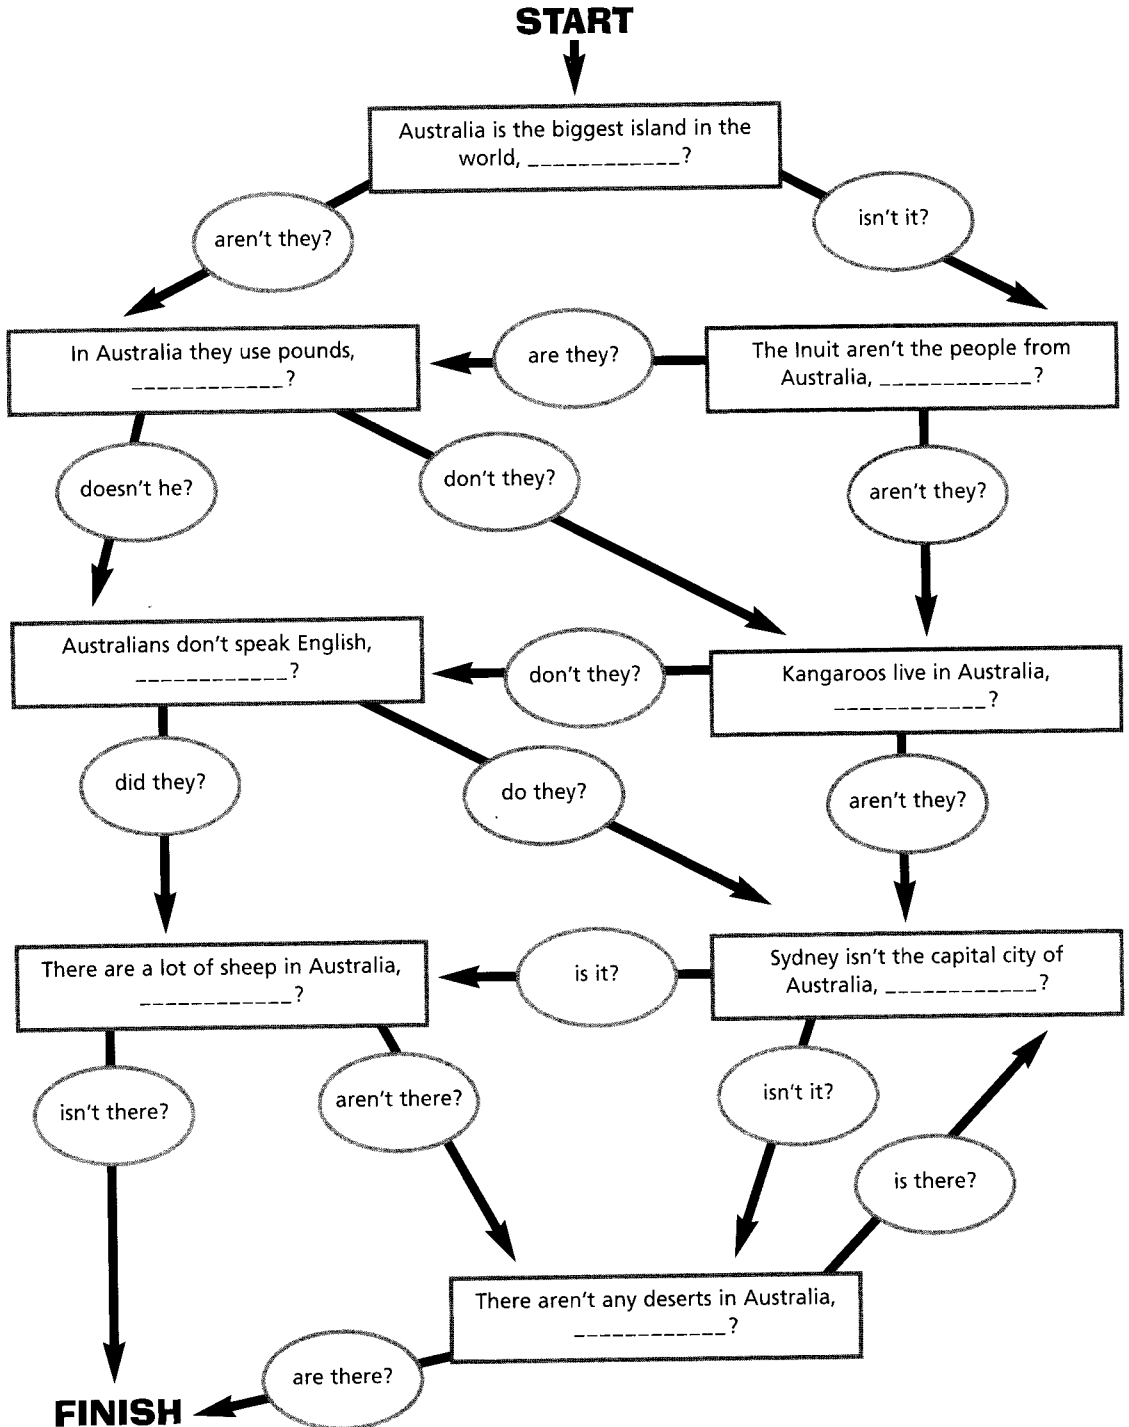 START
Australia is the biggest island in the
world, ____________?
aren't they?
isn't it?
In Australia they use pounds,
____________?
are they?
The Inuit aren't the people from
Australia, ____________?
doesn't he?
don't they?
aren't they?
Australians don't speak English,
____________?
don't they?
Kangaroos live in Australia,
____________?
did they?
do they?
aren't they?
There are a lot of sheep in Australia,
____________?
is it?
Sydney isn't the capital city of
Australia, ____________?
isn't there?
aren't there?
isn't it?
is there?
There aren't any deserts in Australia,
____________?
are there?
FINISH